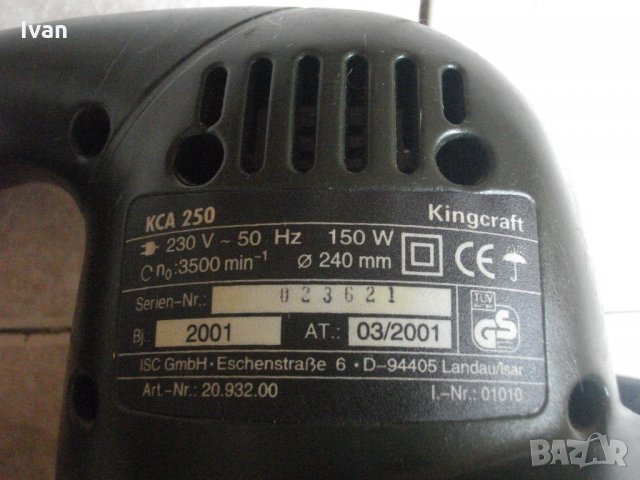 Ivan
KCA 250 Kingcraft
230 V ~ 50 Hz 150 W
n₀:3500 min⁻¹ ø 240 mm CE
Serien-Nr.: 023621
TÜV
Bj. 2001 AT.: 03/2001 GS
ISC GmbH · Eschenstraße 6 · D-94405 Landau/Isar
Art.-Nr.: 20.932.00 I.-Nr.: 01010
BAZAR